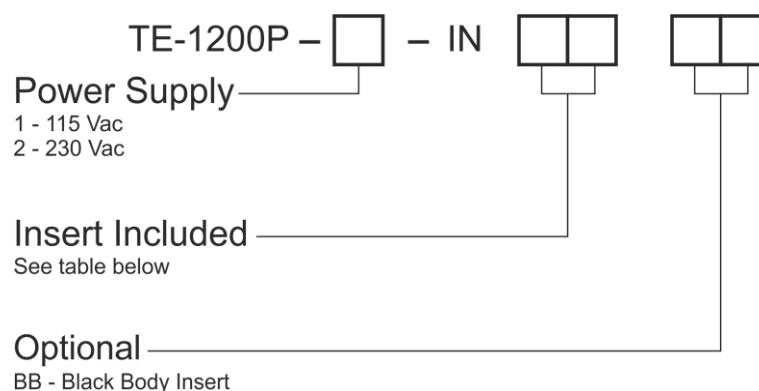 TE-1200P – – IN
Power Supply
1 - 115 Vac
2 - 230 Vac
Insert Included
See table below
Optional
BB - Black Body Insert